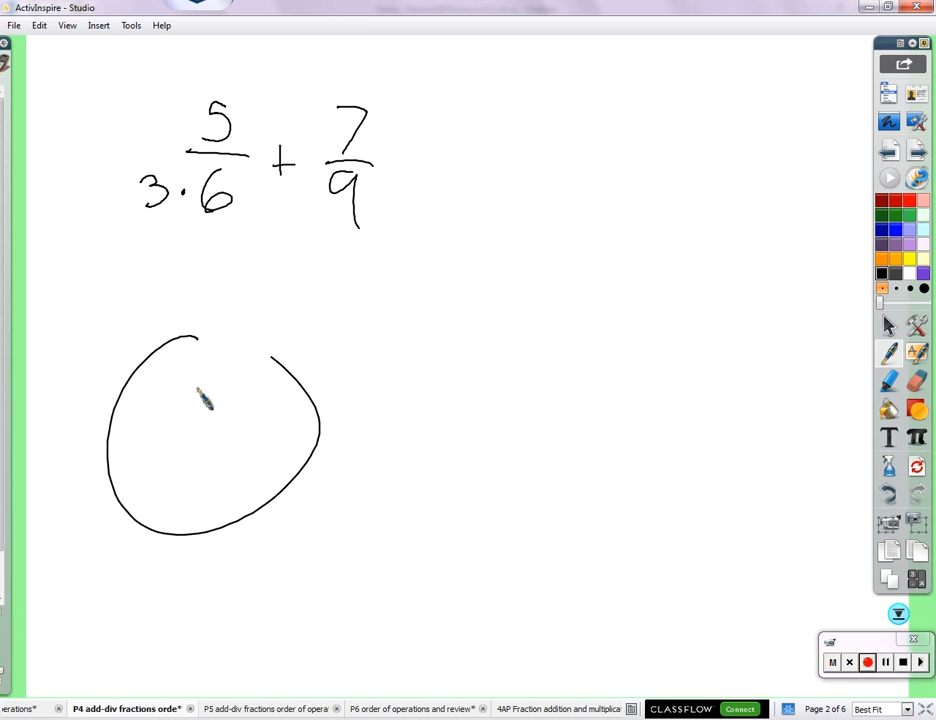 ActivInspire - Studio
File Edit View Insert Tools Help
5 7
+
3 · 6 9
M
T π
erations* P4 add-div fractions orde* P5 add-div fractions order of opera P6 order of operations and review* 4AP Fraction addition and multiplica CLASSFLOW Connect Page 2 of 6 Best Fit